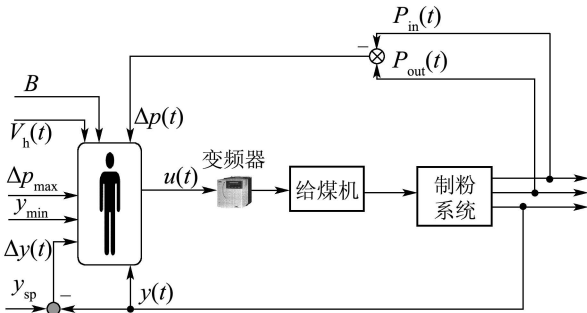 P_in(t)
−
P_out(t)
B
Δp(t)
V_h(t)
变频器
Δp_max
u(t)
给煤机
制粉
系统
y_min
Δy(t)
y_sp
−
y(t)